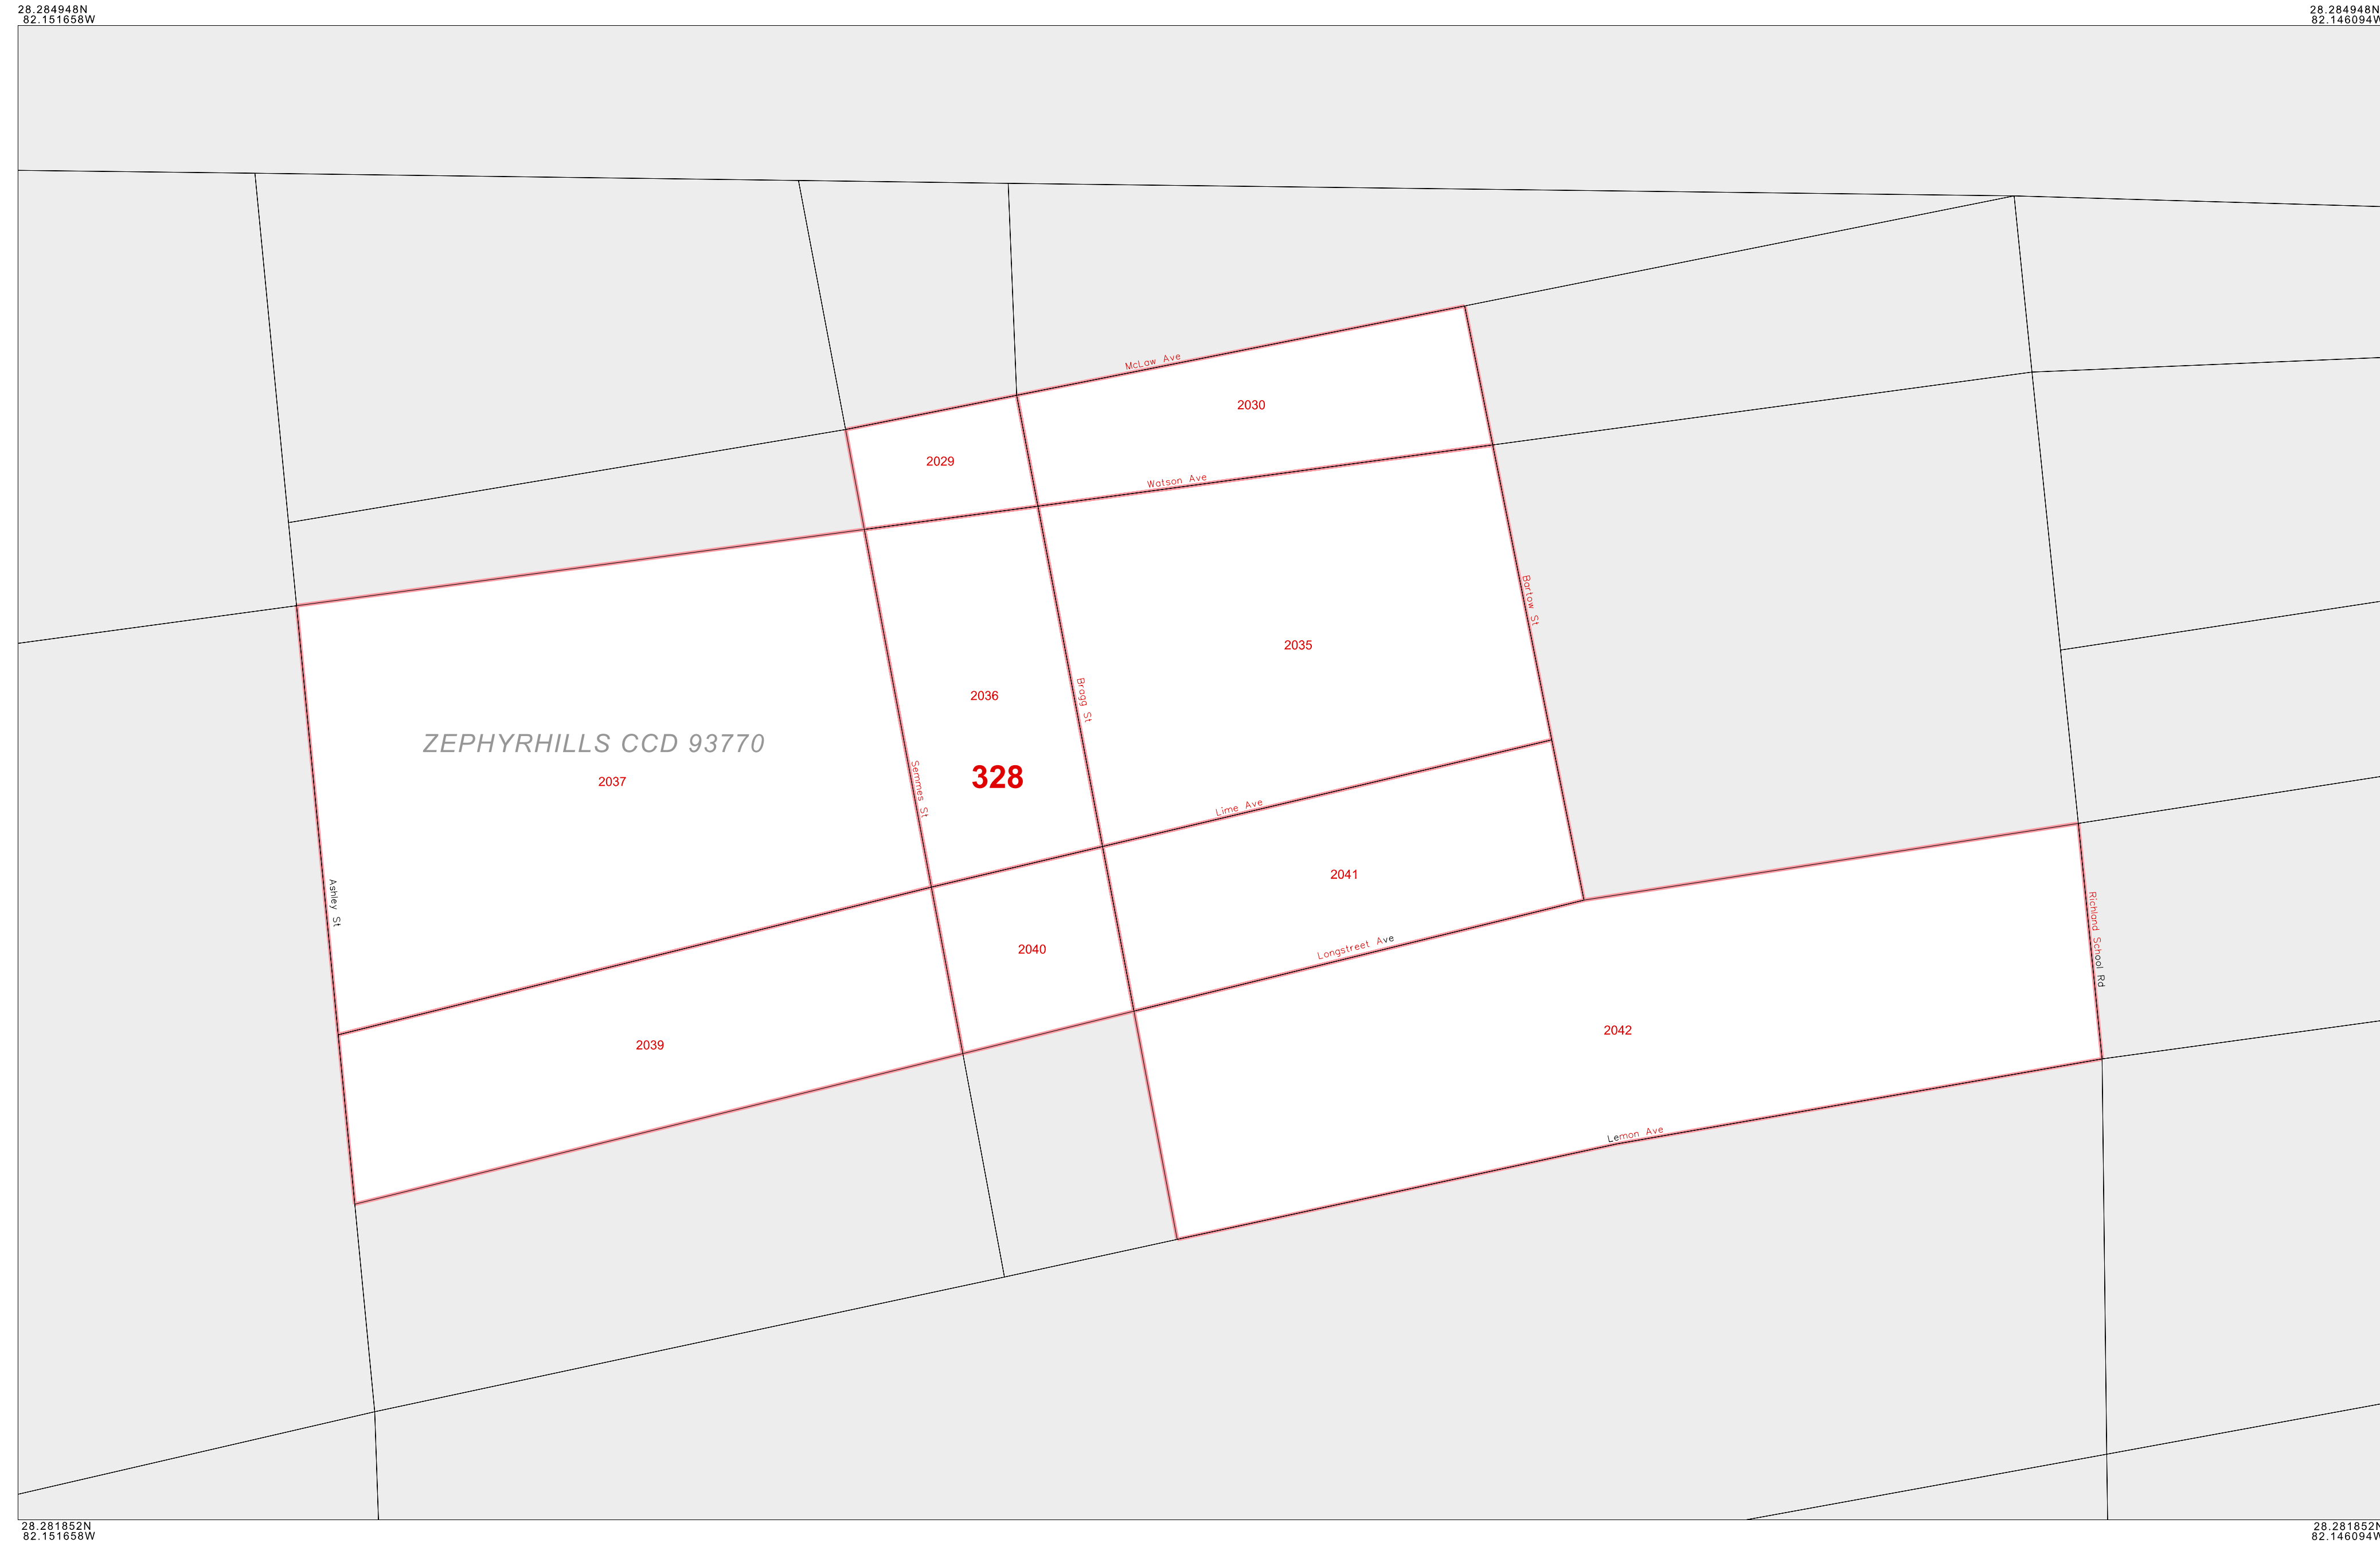 28.284948N
82.151658W
28.284948N
82.146094W
McLaw Ave
2030
2029
Watson Ave
Bartow St
2035
Bragg St
2036
ZEPHYRHILLS CCD 93770
328
2037
Semmes St
Lime Ave
2041
Ashley St
Longstreet Ave
Richland School Rd
2040
2042
2039
Lemon Ave
28.281852N
82.151658W
28.281852N
82.146094W